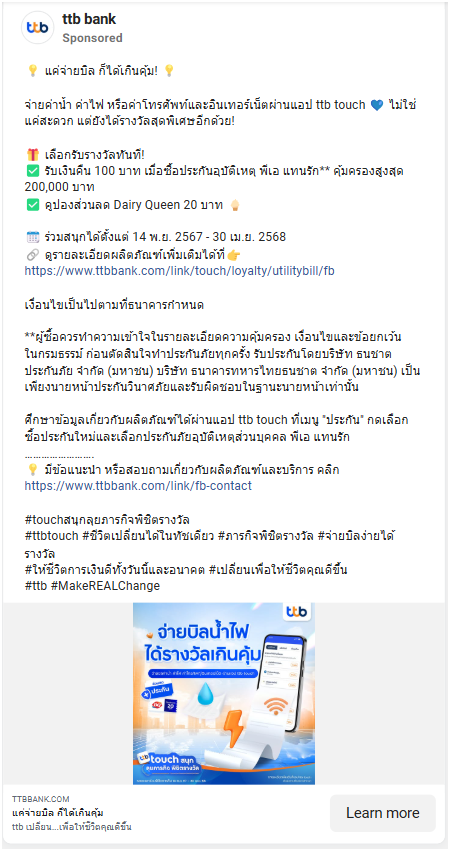 ttb
ttb bank
Sponsored
💡 แค่จ่ายบิล ก็ได้เกินคุ้ม! 💡
จ่ายค่าน้ำ ค่าไฟ หรือค่าโทรศัพท์และอินเทอร์เน็ตผ่านแอป ttb touch 💙 ไม่ใช่
แค่สะดวก แต่ยังได้รางวัลสุดพิเศษอีกด้วย!
🎁 เลือกรับรางวัลทันที!
✅ รับเงินคืน 100 บาท เมื่อซื้อประกันอุบัติเหตุ พีเอ แทนรัก** คุ้มครองสูงสุด
200,000 บาท
✅ คูปองส่วนลด Dairy Queen 20 บาท 🍦
🗓️ ร่วมสนุกได้ตั้งแต่ 14 พ.ย. 2567 - 30 เม.ย. 2568
🔗 ดูรายละเอียดผลิตภัณฑ์เพิ่มเติมได้ที่ 👉
https://www.ttbbank.com/link/touch/loyalty/utilitybill/fb
เงื่อนไขเป็นไปตามที่ธนาคารกำหนด
**ผู้ซื้อควรทำความเข้าใจในรายละเอียดความคุ้มครอง เงื่อนไขและข้อยกเว้น
ในกรมธรรม์ ก่อนตัดสินใจทำประกันภัยทุกครั้ง รับประกันโดยบริษัท ธนชาต
ประกันภัย จำกัด (มหาชน) บริษัท ธนาคารทหารไทยธนชาต จำกัด (มหาชน) เป็น
เพียงนายหน้าประกันวินาศภัยและรับผิดชอบในฐานะนายหน้าเท่านั้น
ศึกษาข้อมูลเกี่ยวกับผลิตภัณฑ์ได้ผ่านแอป ttb touch ที่เมนู "ประกัน" กดเลือก
ซื้อประกันใหม่และเลือกประกันภัยอุบัติเหตุส่วนบุคคล พีเอ แทนรัก
........................
💡 มีข้อแนะนำ หรือสอบถามเกี่ยวกับผลิตภัณฑ์และบริการ คลิก
https://www.ttbbank.com/link/fb-contact
#touchสนุกลุยภารกิจพิชิตรางวัล
#ttbtouch #ชีวิตเปลี่ยนได้ในทัชเดียว #ภารกิจพิชิตรางวัล #จ่ายบิลง่ายได้
รางวัล
#ให้ชีวิตการเงินดีทั้งวันนี้และอนาคต #เปลี่ยนเพื่อให้ชีวิตคุณดีขึ้น
#ttb #MakeREALChange
ttb
จ่ายบิลน้ำไฟ
ได้รางวัลเกินคุ้ม
ประกัน
DQ
ttb touch สนุก
ลุยภารกิจ พิชิตรางวัล
TTBBANK.COM
แค่จ่ายบิล ก็ได้เกินคุ้ม
ttb เปลี่ยน...เพื่อให้ชีวิตคุณดีขึ้น
Learn more